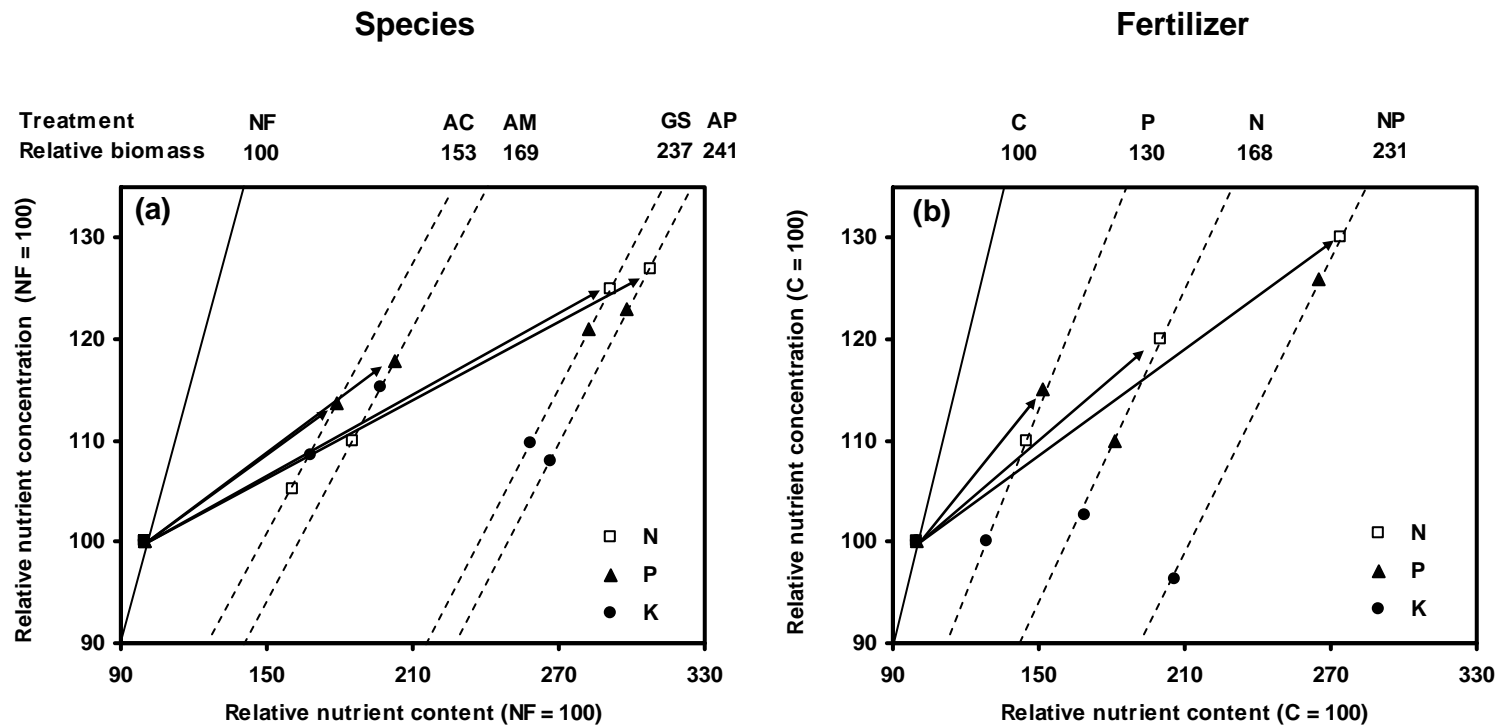 Species
Fertilizer
Treatment NF AC AM GS AP
Relative biomass 100 153 169 237 241
C P N NP
100 130 168 231
(a)
Relative nutrient concentration (NF = 100)
130
120
110
100
90
N
P
K
90 150 210 270 330
Relative nutrient content (NF = 100)
(b)
Relative nutrient concentration (C = 100)
130
120
110
100
90
N
P
K
90 150 210 270 330
Relative nutrient content (C = 100)